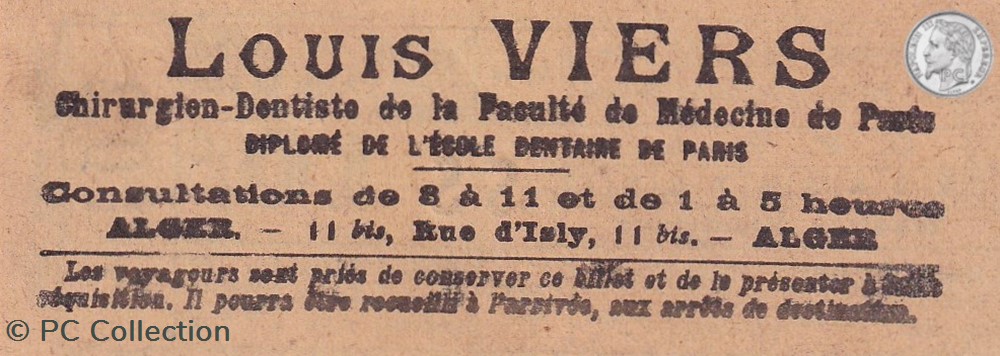 LOUIS VIERS
Chirurgien-Dentiste de la Faculté de Médecine de Paris
DIPLOMÉ DE L'ÉCOLE DENTAIRE DE PARIS
Consultations de 8 à 11 et de 1 à 5 heures
ALGER. — 11 bis, Rue d'Isly, 11 bis. — ALGER
Les voyageurs sont priés de conserver ce billet et de le présenter à
réquisition. Il pourra être recueilli à l'arrivée, aux arrêts de destination.
PC
© PC Collection